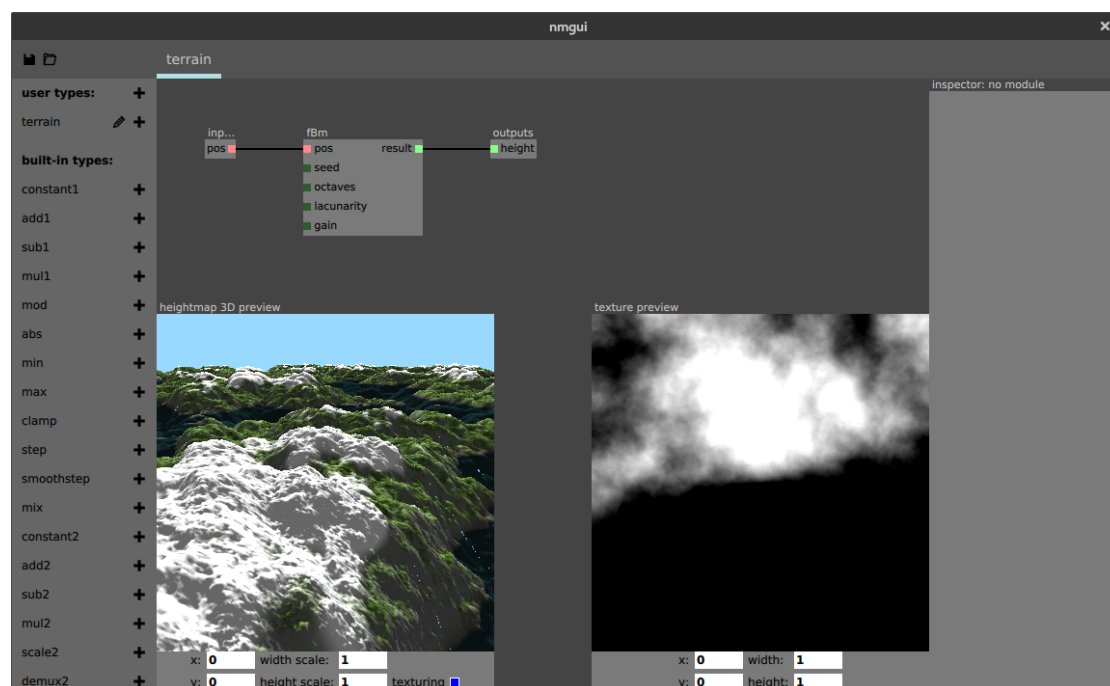 nmgui
terrain
user types:
terrain
built-in types:
constant1
add1
sub1
mul1
mod
abs
min
max
clamp
step
smoothstep
mix
constant2
add2
sub2
mul2
scale2
demux2
inp...
pos
fBm
pos result
seed
octaves
lacunarity
gain
outputs
height
heightmap 3D preview
x: 0 width scale: 1
y: 0 height scale: 1 texturing
texture preview
x: 0 width: 1
y: 0 height: 1
inspector: no module